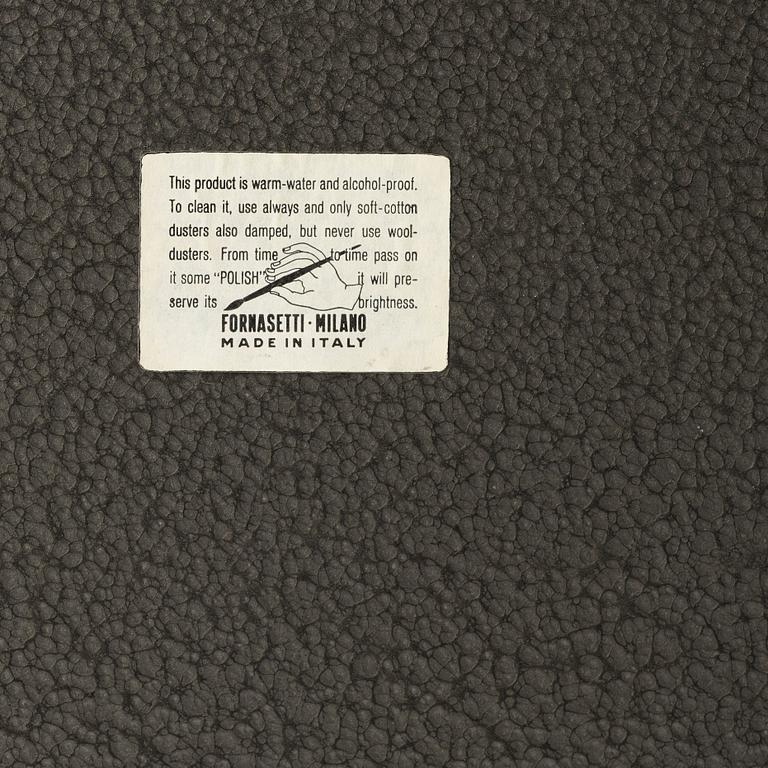 This product is warm-water and alcohol-proof.
To clean it, use always and only soft-cotton
dusters also damped, but never use wool-
dusters. From time to time pass on
it some "POLISH" it will pre-
serve its brightness.
FORNASETTI · MILANO
MADE IN ITALY